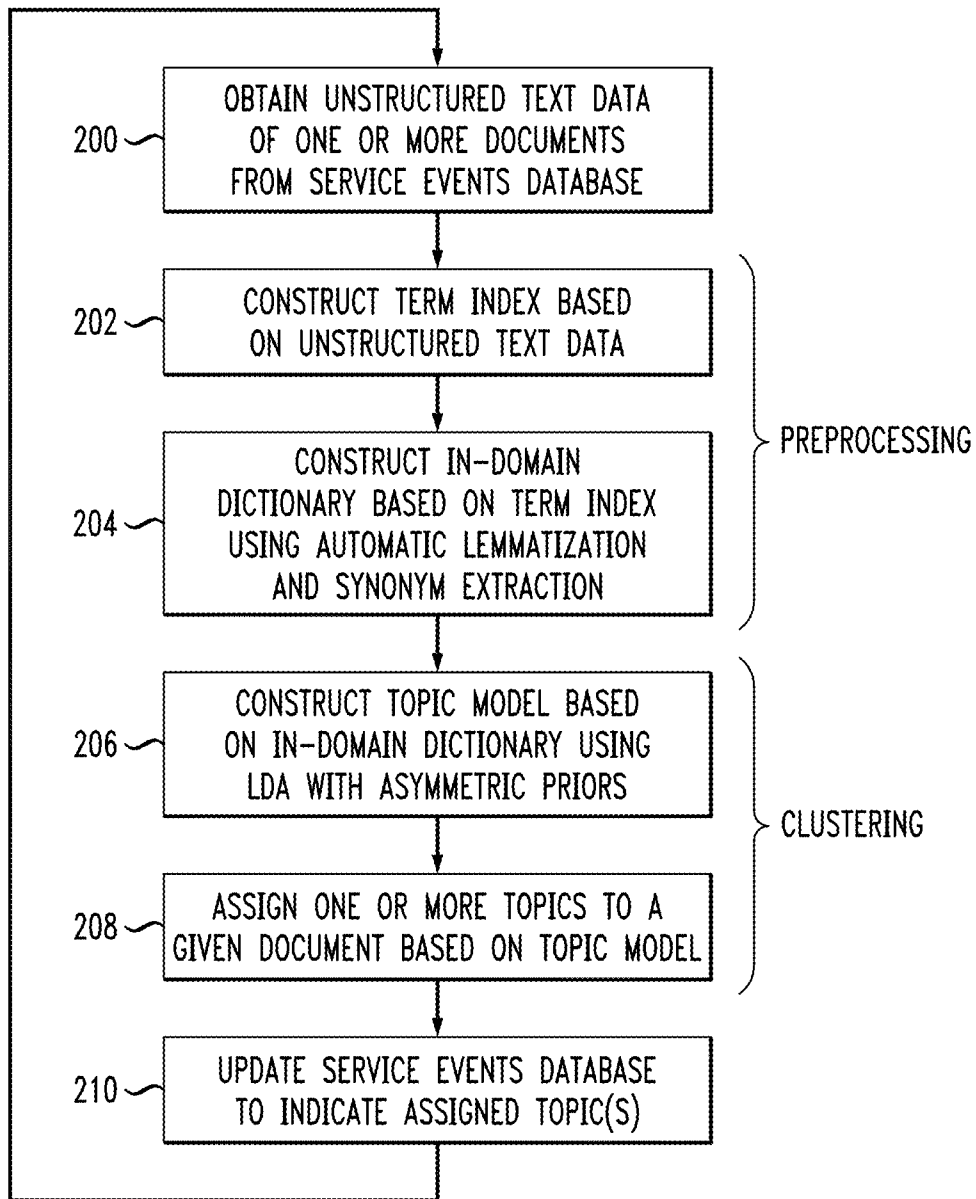 200
OBTAIN UNSTRUCTURED TEXT DATA
OF ONE OR MORE DOCUMENTS
FROM SERVICE EVENTS DATABASE
202
CONSTRUCT TERM INDEX BASED
ON UNSTRUCTURED TEXT DATA
204
CONSTRUCT IN-DOMAIN
DICTIONARY BASED ON TERM INDEX
USING AUTOMATIC LEMMATIZATION
AND SYNONYM EXTRACTION
PREPROCESSING
206
CONSTRUCT TOPIC MODEL BASED
ON IN-DOMAIN DICTIONARY USING
LDA WITH ASYMMETRIC PRIORS
208
ASSIGN ONE OR MORE TOPICS TO A
GIVEN DOCUMENT BASED ON TOPIC MODEL
CLUSTERING
210
UPDATE SERVICE EVENTS DATABASE
TO INDICATE ASSIGNED TOPIC(S)